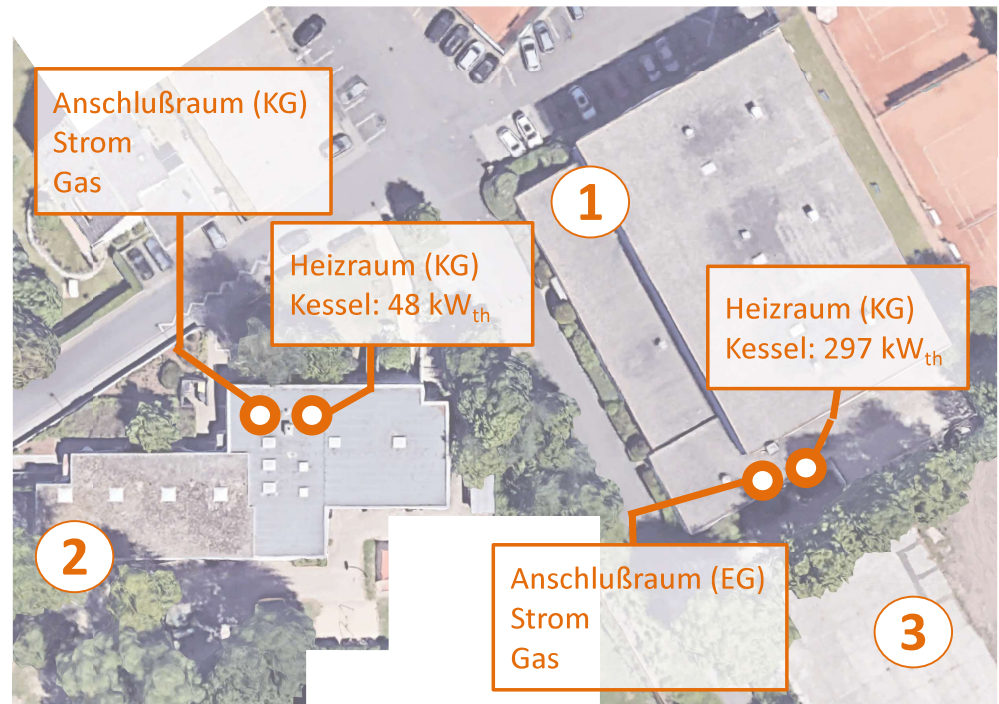 Anschlußraum (KG)
Strom
Gas
Heizraum (KG)
Kessel: 48 kWth
1
Heizraum (KG)
Kessel: 297 kWth
2
Anschlußraum (EG)
Strom
Gas
3